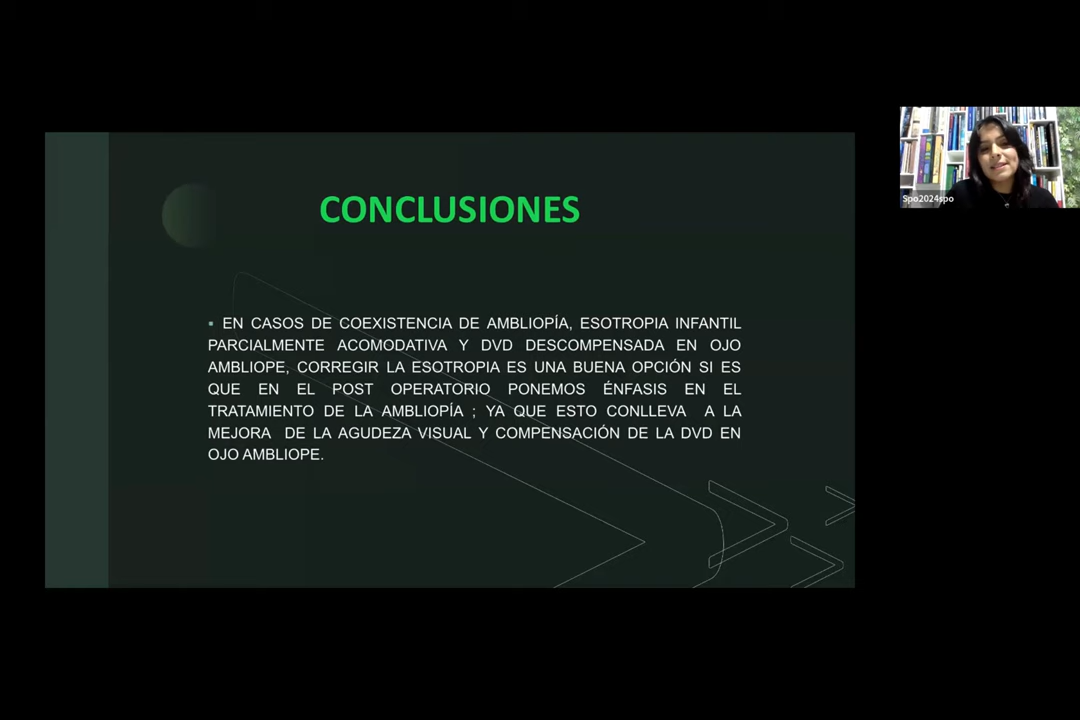 CONCLUSIONES
EN CASOS DE COEXISTENCIA DE AMBLIOPÍA, ESOTROPIA INFANTIL
PARCIALMENTE ACOMODATIVA Y DVD DESCOMPENSADA EN OJO
AMBLIOPE, CORREGIR LA ESOTROPIA ES UNA BUENA OPCIÓN SI ES
QUE EN EL POST OPERATORIO PONEMOS ÉNFASIS EN EL
TRATAMIENTO DE LA AMBLIOPÍA ; YA QUE ESTO CONLLEVA A LA
MEJORA DE LA AGUDEZA VISUAL Y COMPENSACIÓN DE LA DVD EN
OJO AMBLIOPE.
Spo2024spo